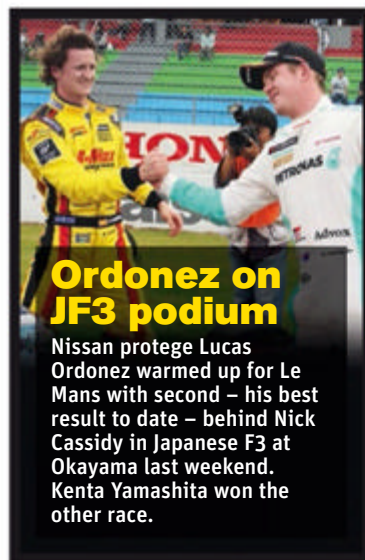 HON
PETRONAS
Advox
Ordonez on
JF3 podium
Nissan protege Lucas
Ordonez warmed up for Le
Mans with second – his best
result to date – behind Nick
Cassidy in Japanese F3 at
Okayama last weekend.
Kenta Yamashita won the
other race.